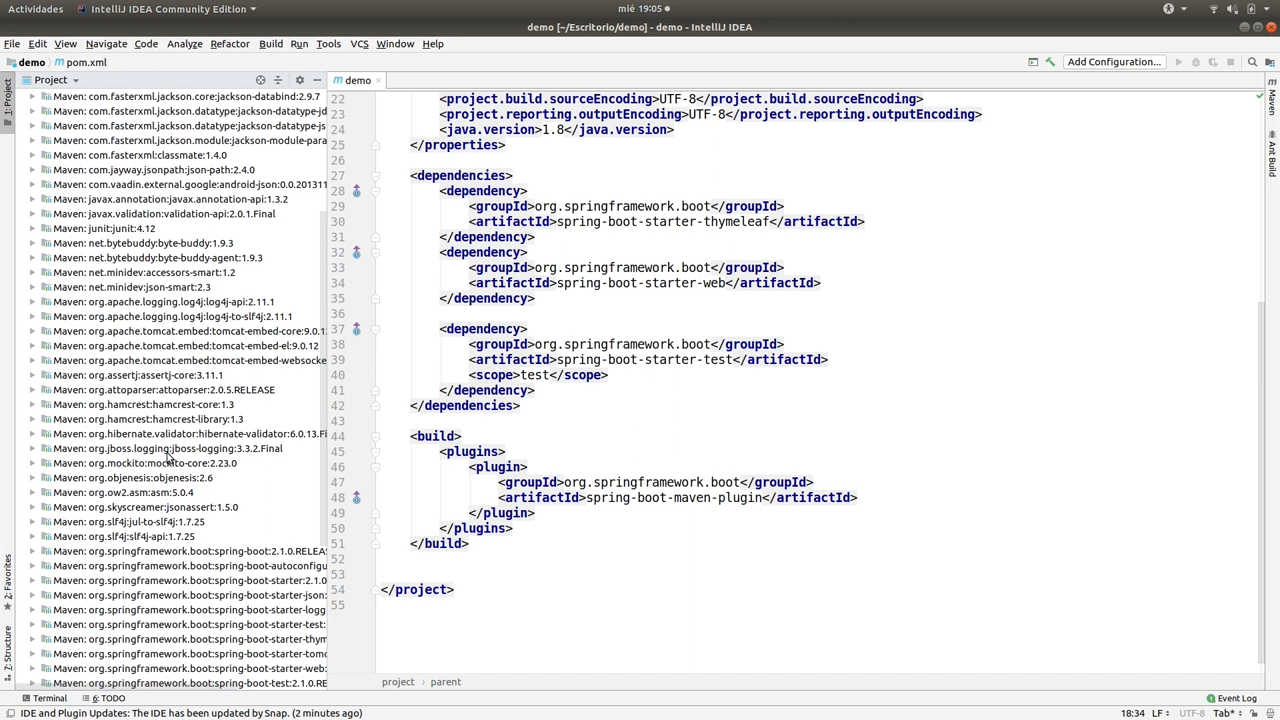 Actividades IntelliJ IDEA Community Edition mié 19:05
demo [~/Escritorio/demo] - demo - IntelliJ IDEA
File Edit View Navigate Code Analyze Refactor Build Run Tools VCS Window Help
demo pom.xml Add Configuration...
Project demo
1: Project
2: Favorites
7: Structure
Maven: com.fasterxml.jackson.core:jackson-databind:2.9.7
Maven: com.fasterxml.jackson.datatype:jackson-datatype-jd
Maven: com.fasterxml.jackson.datatype:jackson-datatype-js
Maven: com.fasterxml.jackson.module:jackson-module-para
Maven: com.fasterxml:classmate:1.4.0
Maven: com.jayway.jsonpath:json-path:2.4.0
Maven: com.vaadin.external.google:android-json:0.0.201311
Maven: javax.annotation:javax.annotation-api:1.3.2
Maven: javax.validation:validation-api:2.0.1.Final
Maven: junit:junit:4.12
Maven: net.bytebuddy:byte-buddy:1.9.3
Maven: net.bytebuddy:byte-buddy-agent:1.9.3
Maven: net.minidev:accessors-smart:1.2
Maven: net.minidev:json-smart:2.3
Maven: org.apache.logging.log4j:log4j-api:2.11.1
Maven: org.apache.logging.log4j:log4j-to-slf4j:2.11.1
Maven: org.apache.tomcat.embed:tomcat-embed-core:9.0.1
Maven: org.apache.tomcat.embed:tomcat-embed-el:9.0.12
Maven: org.apache.tomcat.embed:tomcat-embed-websocke
Maven: org.assertj:assertj-core:3.11.1
Maven: org.attoparser:attoparser:2.0.5.RELEASE
Maven: org.hamcrest:hamcrest-core:1.3
Maven: org.hamcrest:hamcrest-library:1.3
Maven: org.hibernate.validator:hibernate-validator:6.0.13.Fi
Maven: org.jboss.logging:jboss-logging:3.3.2.Final
Maven: org.mockito:mockito-core:2.23.0
Maven: org.objenesis:objenesis:2.6
Maven: org.ow2.asm:asm:5.0.4
Maven: org.skyscreamer:jsonassert:1.5.0
Maven: org.slf4j:jul-to-slf4j:1.7.25
Maven: org.slf4j:slf4j-api:1.7.25
Maven: org.springframework.boot:spring-boot:2.1.0.RELEA
Maven: org.springframework.boot:spring-boot-autoconfigu
Maven: org.springframework.boot:spring-boot-starter:2.1.0
Maven: org.springframework.boot:spring-boot-starter-json:
Maven: org.springframework.boot:spring-boot-starter-logg
Maven: org.springframework.boot:spring-boot-starter-test:
Maven: org.springframework.boot:spring-boot-starter-thym
Maven: org.springframework.boot:spring-boot-starter-tomc
Maven: org.springframework.boot:spring-boot-starter-web:
Maven: org.springframework.boot:spring-boot-test:2.1.0.RE
22 <project.build.sourceEncoding>UTF-8</project.build.sourceEncoding>
23 <project.reporting.outputEncoding>UTF-8</project.reporting.outputEncoding>
24 <java.version>1.8</java.version>
25 </properties>
26
27 <dependencies>
28 <dependency>
29 <groupId>org.springframework.boot</groupId>
30 <artifactId>spring-boot-starter-thymeleaf</artifactId>
31 </dependency>
32 <dependency>
33 <groupId>org.springframework.boot</groupId>
34 <artifactId>spring-boot-starter-web</artifactId>
35 </dependency>
36
37 <dependency>
38 <groupId>org.springframework.boot</groupId>
39 <artifactId>spring-boot-starter-test</artifactId>
40 <scope>test</scope>
41 </dependency>
42 </dependencies>
43
44 <build>
45 <plugins>
46 <plugin>
47 <groupId>org.springframework.boot</groupId>
48 <artifactId>spring-boot-maven-plugin</artifactId>
49 </plugin>
50 </plugins>
51 </build>
52
53
54 </project>
55
Maven
Ant Build
project parent
Terminal 6: TODO Event Log
IDE and Plugin Updates: The IDE has been updated by Snap. (2 minutes ago) 18:34 LF UTF-8 Tab*